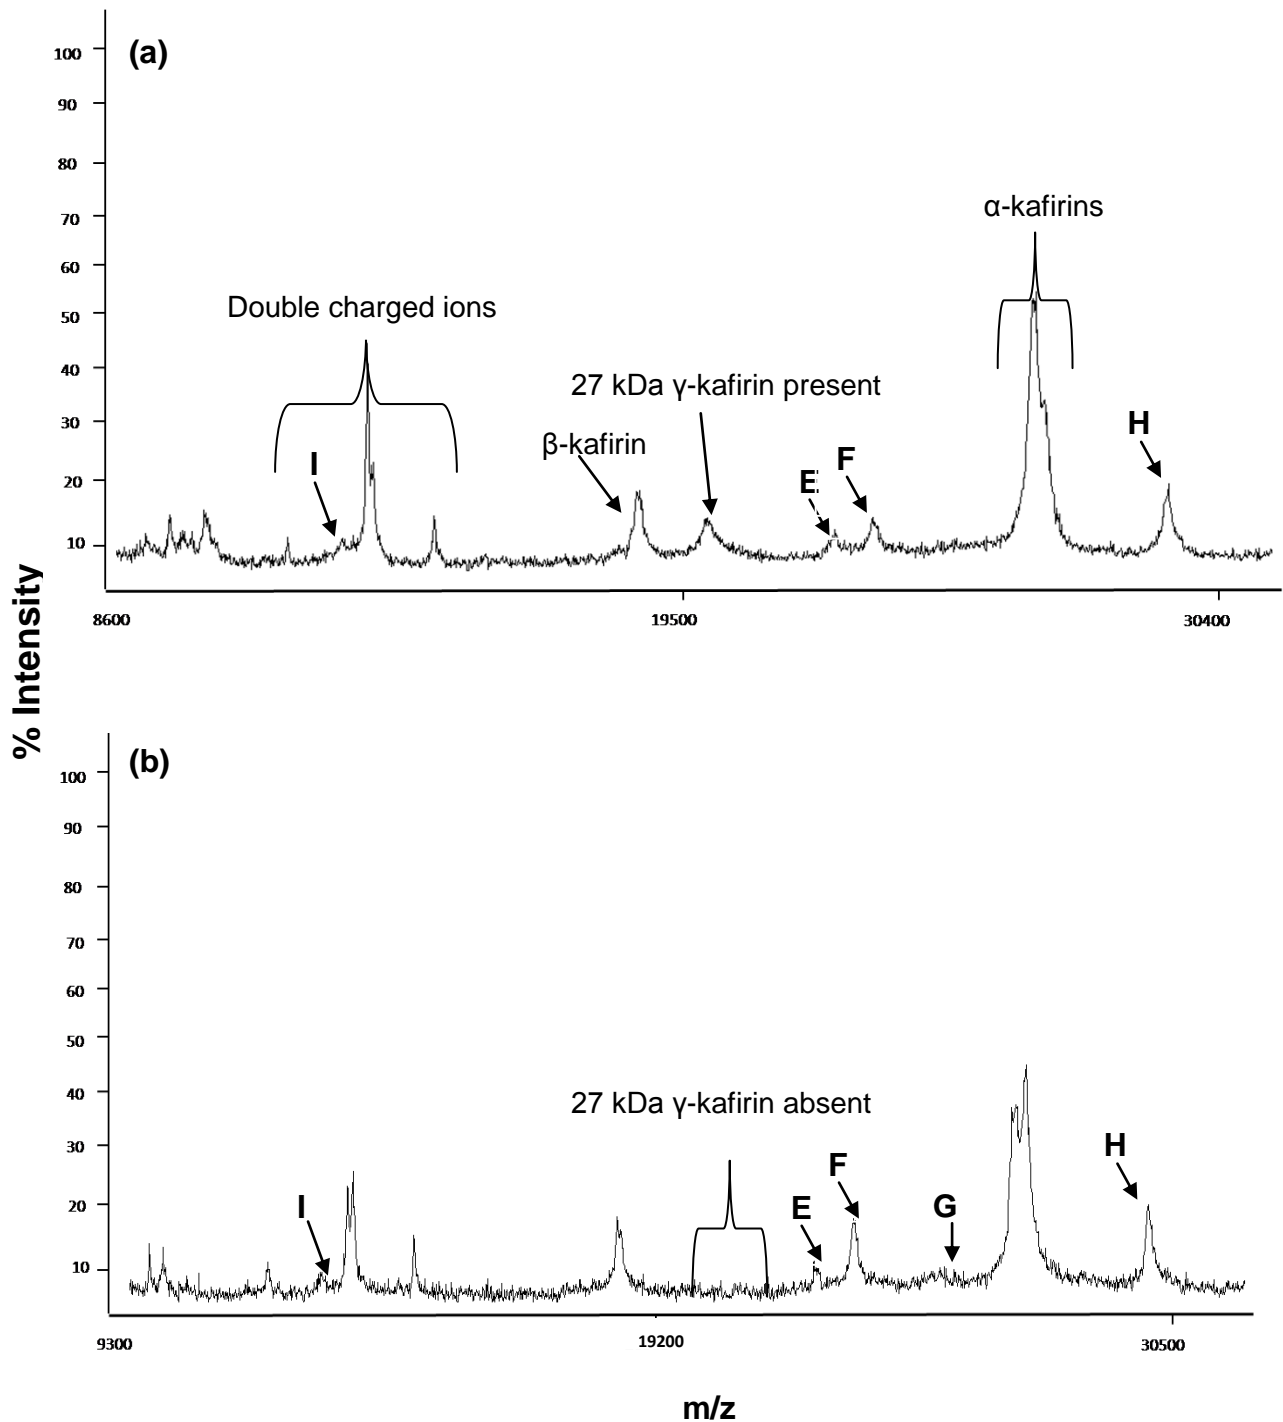 (a)
100
90
80
70
60
50
40
30
20
10
α-kafirins
Double charged ions
27 kDa γ-kafirin present
β-kafirin
I
E
F
H
8600
19500
30400
% Intensity
(b)
100
90
80
70
60
50
40
30
20
10
27 kDa γ-kafirin absent
I
E
F
G
H
9300
19200
30500
m/z